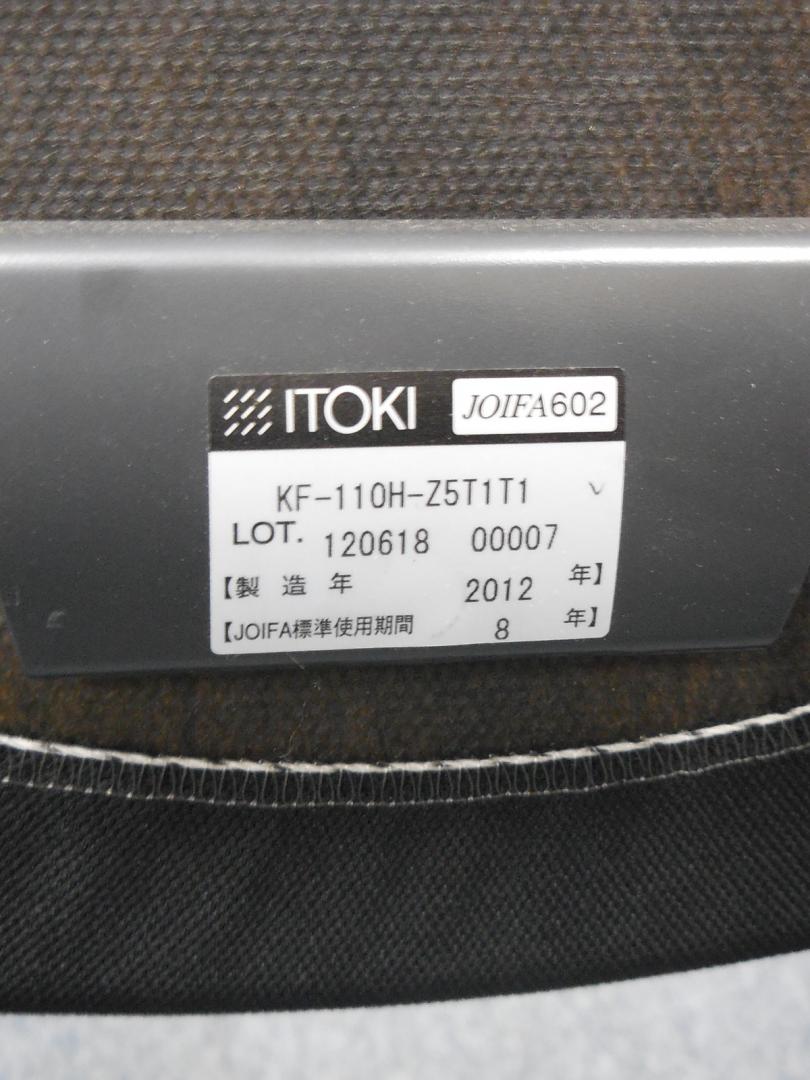 ITOKI JOIFA602
KF-110H-Z5T1T1
LOT. 120618 00007
【製造年 2012 年】
【JOIFA標準使用期間 8 年】